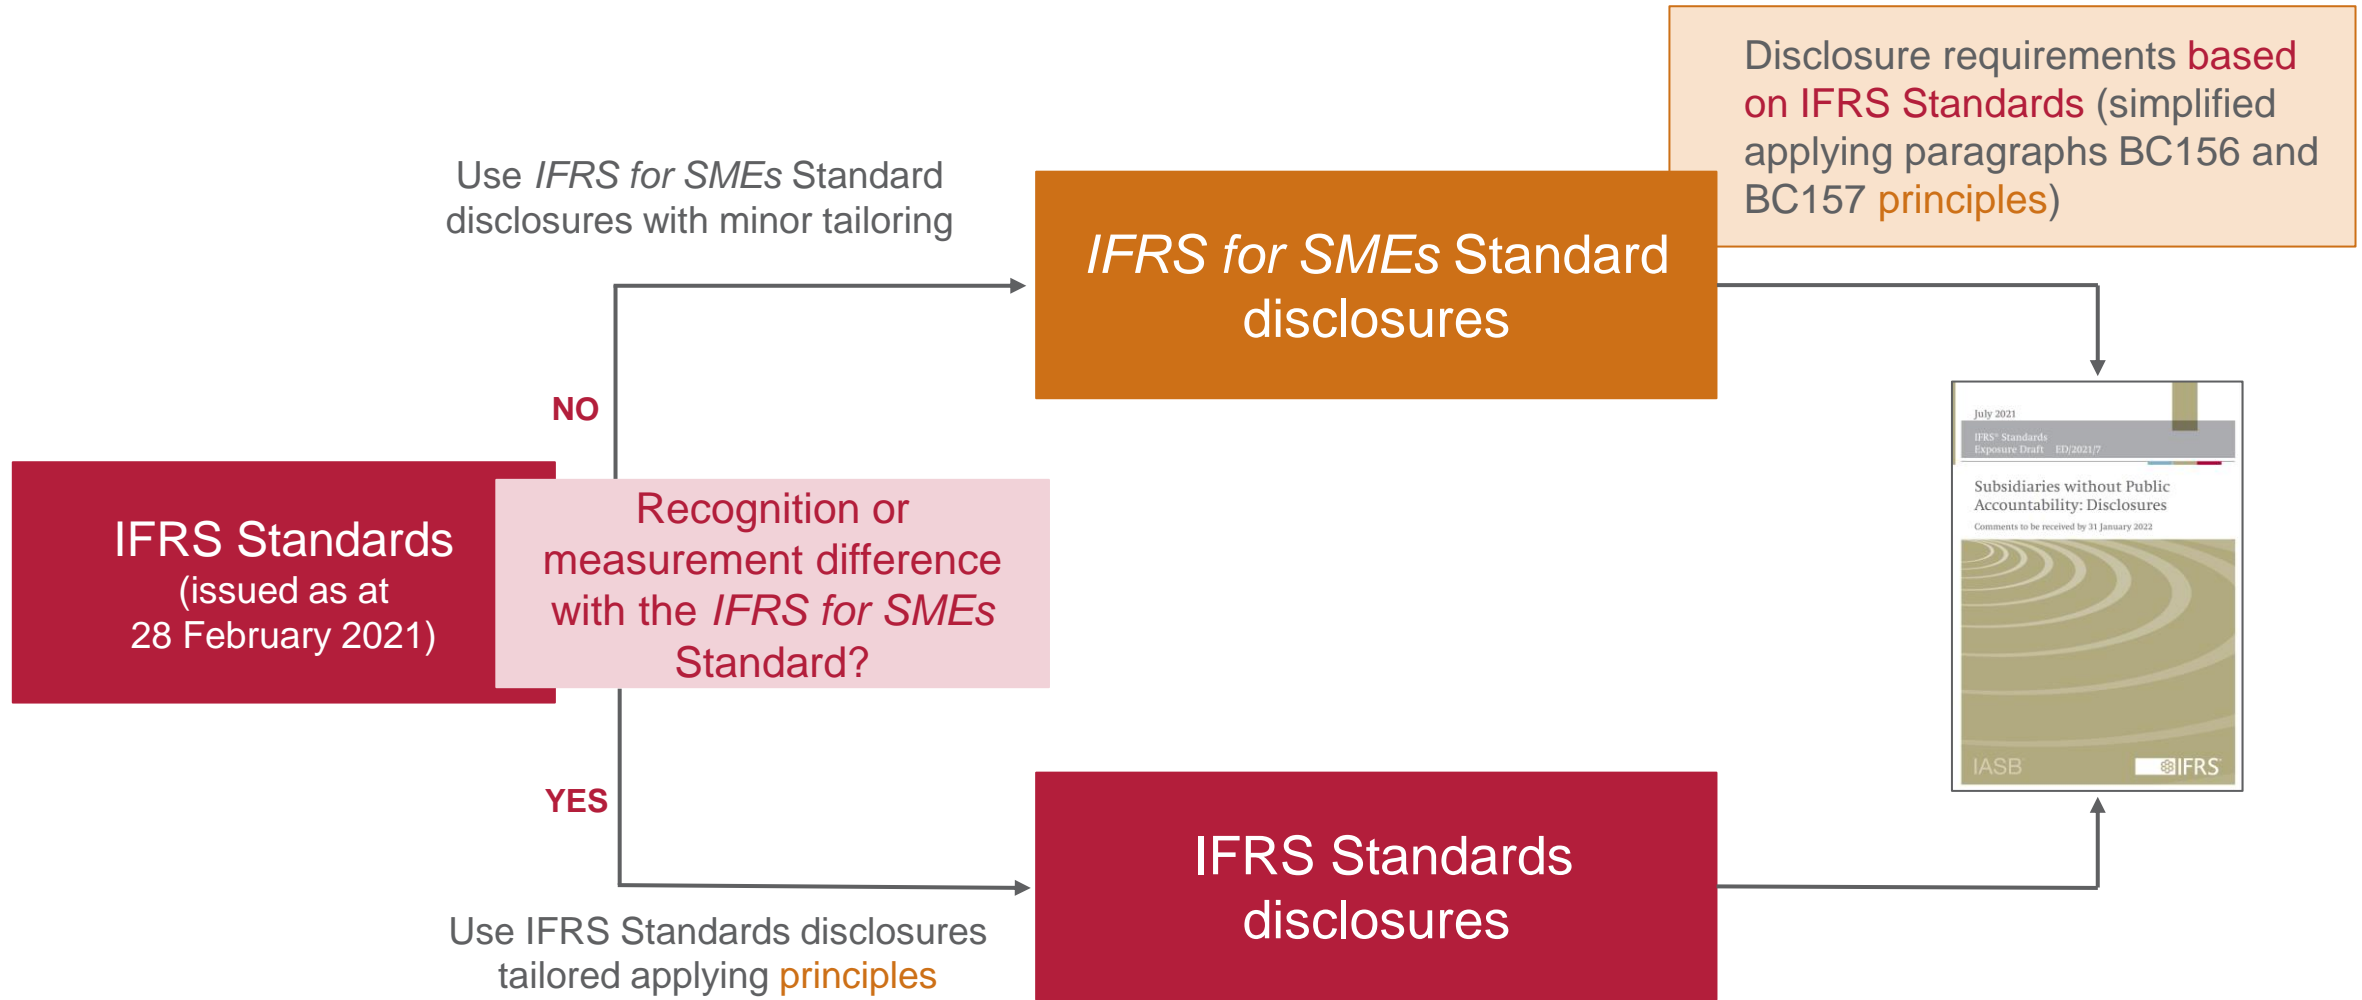 Disclosure requirements based
on IFRS Standards (simplified
applying paragraphs BC156 and
BC157 principles)
Use IFRS for SMEs Standard
disclosures with minor tailoring
IFRS for SMEs Standard
disclosures
NO
IFRS Standards
(issued as at
28 February 2021)
Recognition or
measurement difference
with the IFRS for SMEs
Standard?
YES
Use IFRS Standards disclosures
tailored applying principles
IFRS Standards
disclosures
July 2021
IFRS® Standards
Exposure Draft ED/2021/7
Subsidiaries without Public
Accountability: Disclosures
Comments to be received by 31 January 2022
IASB
IFRS